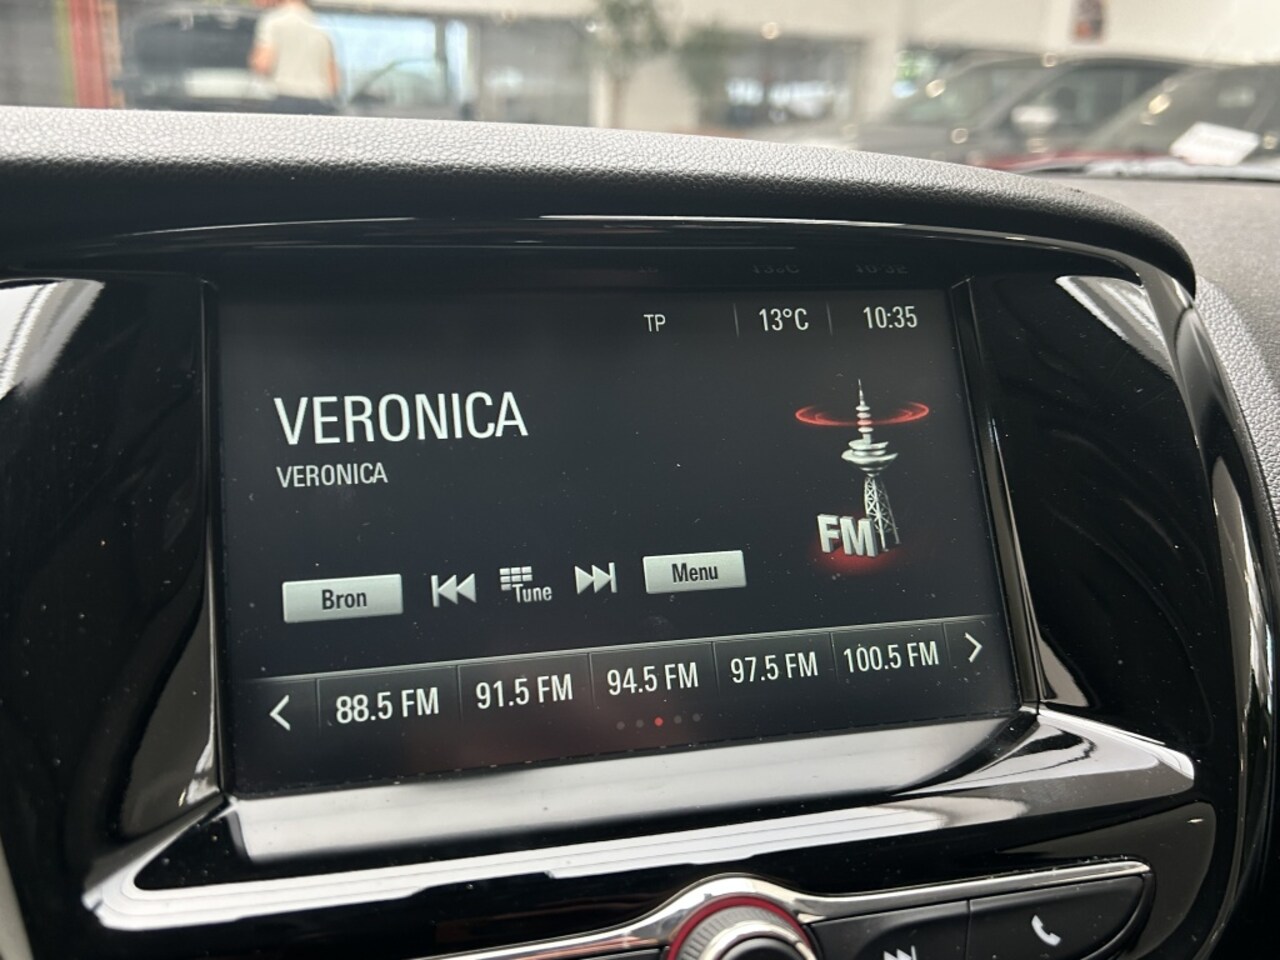 TP 13°C 10:35
VERONICA
VERONICA
FM
Bron Tune Menu
88.5 FM 91.5 FM 94.5 FM 97.5 FM 100.5 FM